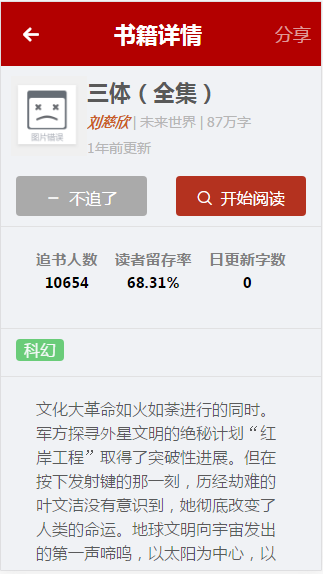 书籍详情
分享
图片错误
三体（全集）
刘慈欣 | 未来世界 | 87万字
1年前更新
不追了
开始阅读
追书人数 读者留存率 日更新字数
10654 68.31% 0
科幻
文化大革命如火如荼进行的同时。
军方探寻外星文明的绝秘计划“红
岸工程”取得了突破性进展。但在
按下发射键的那一刻，历经劫难的
叶文洁没有意识到，她彻底改变了
人类的命运。地球文明向宇宙发出
的第一声啼鸣，以太阳为中心，以